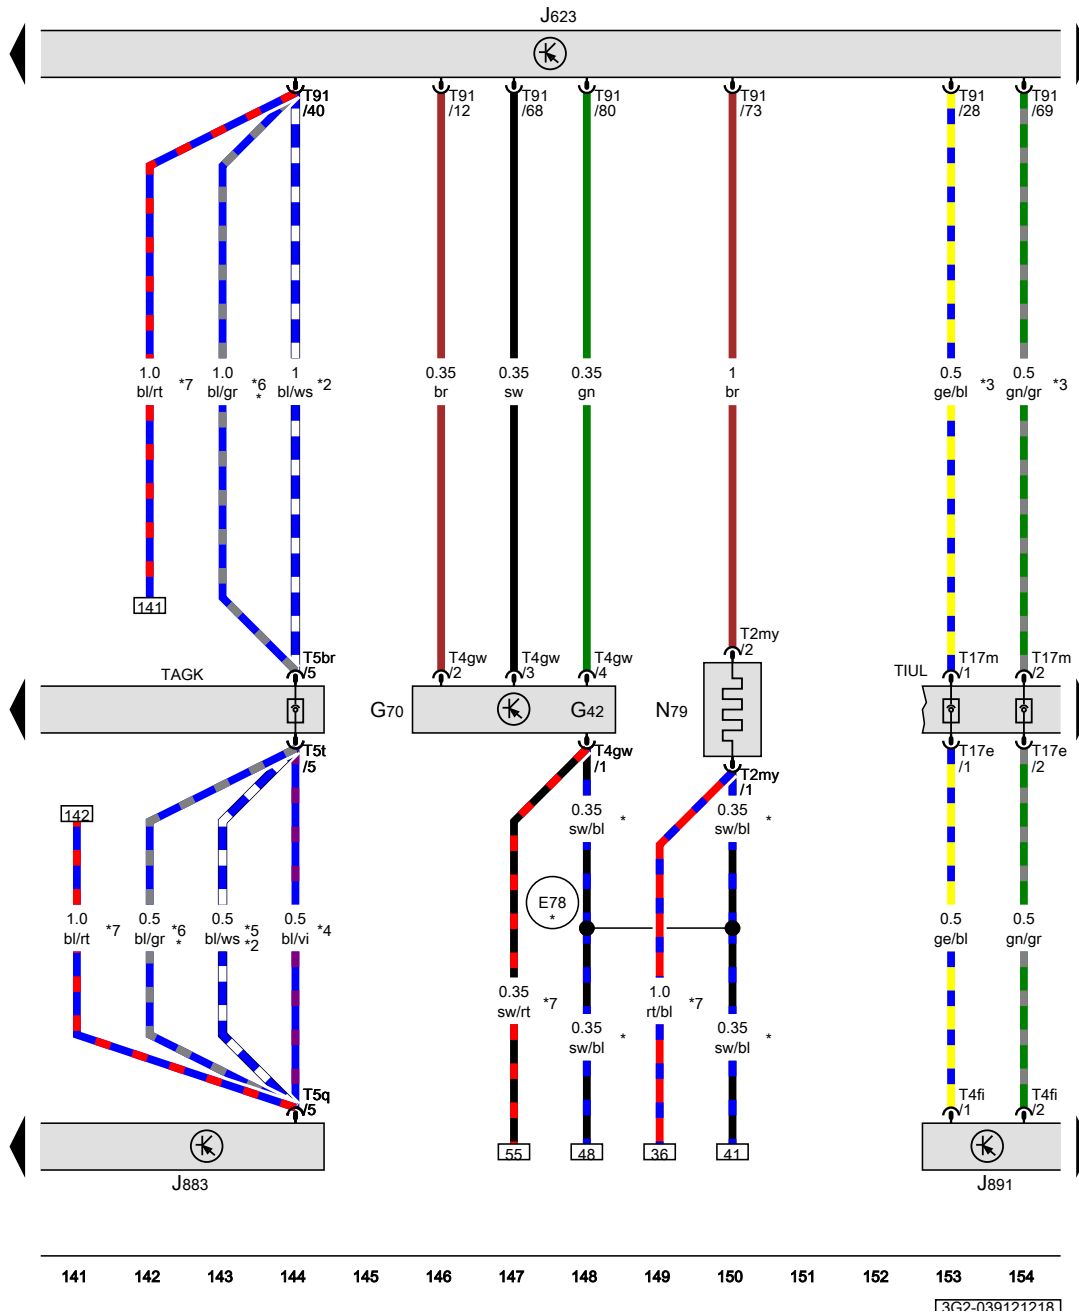 J623
T91 /40
T91 /12
T91 /68
T91 /80
T91 /73
T91 /28
T91 /69
1.0 bl/rt *7
1.0 bl/gr *6 *
1 bl/ws *2
0.35 br
0.35 sw
0.35 gn
1 br
0.5 ge/bl *3
0.5 gn/gr *3
141
T2my /2
TAGK
T5br /5
T4gw /2
T4gw /3
T4gw /4
TIUL
T17m /1
T17m /2
G70
G42
N79
T5t /5
T4gw /1
T2my /1
T17e /1
T17e /2
142
0.35 sw/bl *
0.35 sw/bl *
E78 *
1.0 bl/rt *7
0.5 bl/gr *6 *
0.5 bl/ws *5 *2
0.5 bl/vi *4
0.5 ge/bl
0.5 gn/gr
0.35 sw/rt *7
0.35 sw/bl *
1.0 rt/bl *7
0.35 sw/bl *
T5q /5
T4fi /1
T4fi /2
55
48
36
41
J883
J891
141 142 143 144 145 146 147 148 149 150 151 152 153 154
3G2-039121218